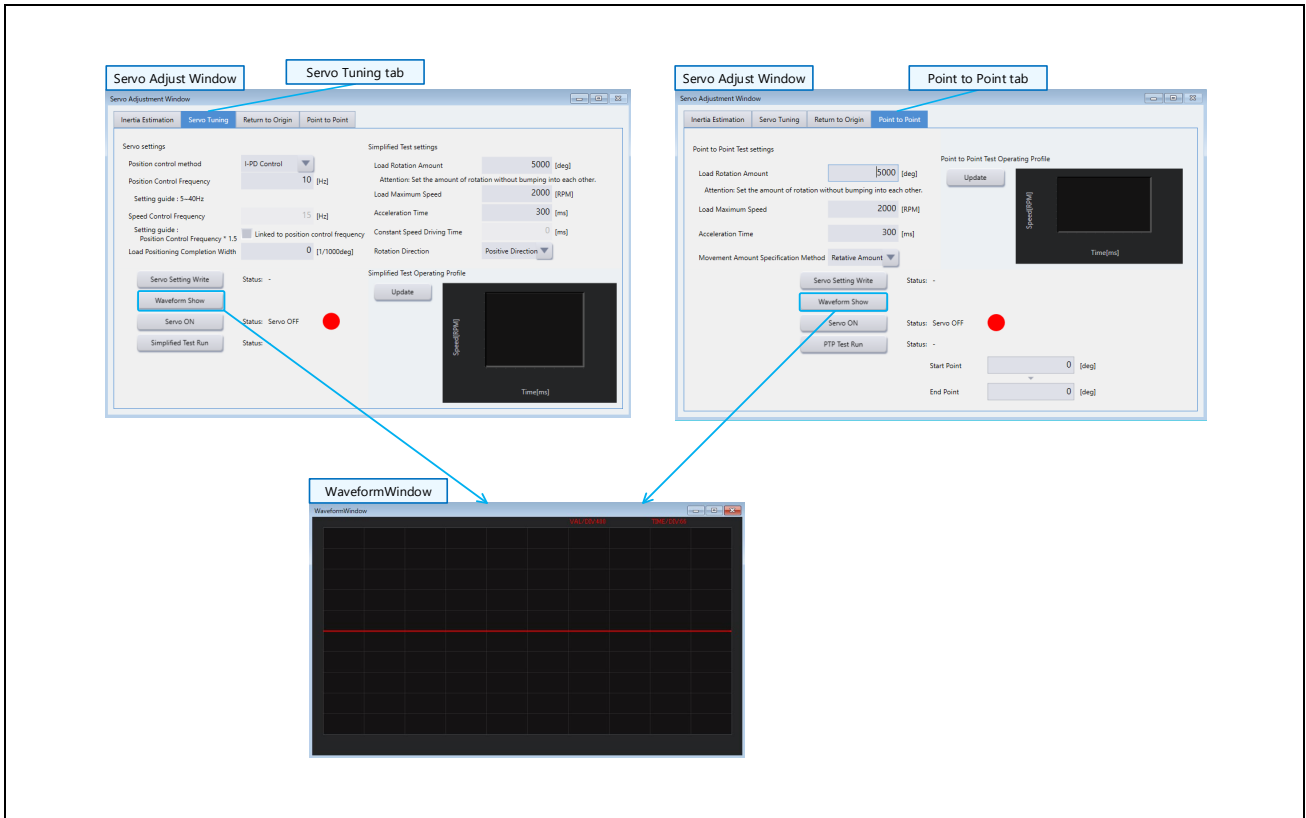 Servo Adjust Window
Servo Tuning tab
Servo Adjustment Window
Inertia Estimation Servo Tuning Return to Origin Point to Point
Servo settings
Position control method I-PD Control
Position Control Frequency 10 [Hz]
Setting guide : 5~40Hz
Speed Control Frequency 15 [Hz]
Setting guide :
Position Control Frequency * 1.5 Linked to position control frequency
Load Positioning Completion Width 0 [1/1000deg]
Simplified Test settings
Load Rotation Amount 5000 [deg]
Attention: Set the amount of rotation without bumping into each other.
Load Maximum Speed 2000 [RPM]
Acceleration Time 300 [ms]
Constant Speed Driving Time 0 [ms]
Rotation Direction Positive Direction
Servo Setting Write Status: -
Waveform Show
Servo ON Status: Servo OFF
Simplified Test Run Status:
Simplified Test Operating Profile
Update
Speed[RPM]
Time[ms]
Servo Adjust Window
Point to Point tab
Servo Adjustment Window
Inertia Estimation Servo Tuning Return to Origin Point to Point
Point to Point Test settings
Load Rotation Amount 5000 [deg]
Attention: Set the amount of rotation without bumping into each other.
Load Maximum Speed 2000 [RPM]
Acceleration Time 300 [ms]
Movement Amount Specification Method Retative Amount
Point to Point Test Operating Profile
Update
Speed[RPM]
Time[ms]
Servo Setting Write Status: -
Waveform Show
Servo ON Status: Servo OFF
PTP Test Run Status: -
Start Point 0 [deg]
End Point 0 [deg]
WaveformWindow
WaveformWindow